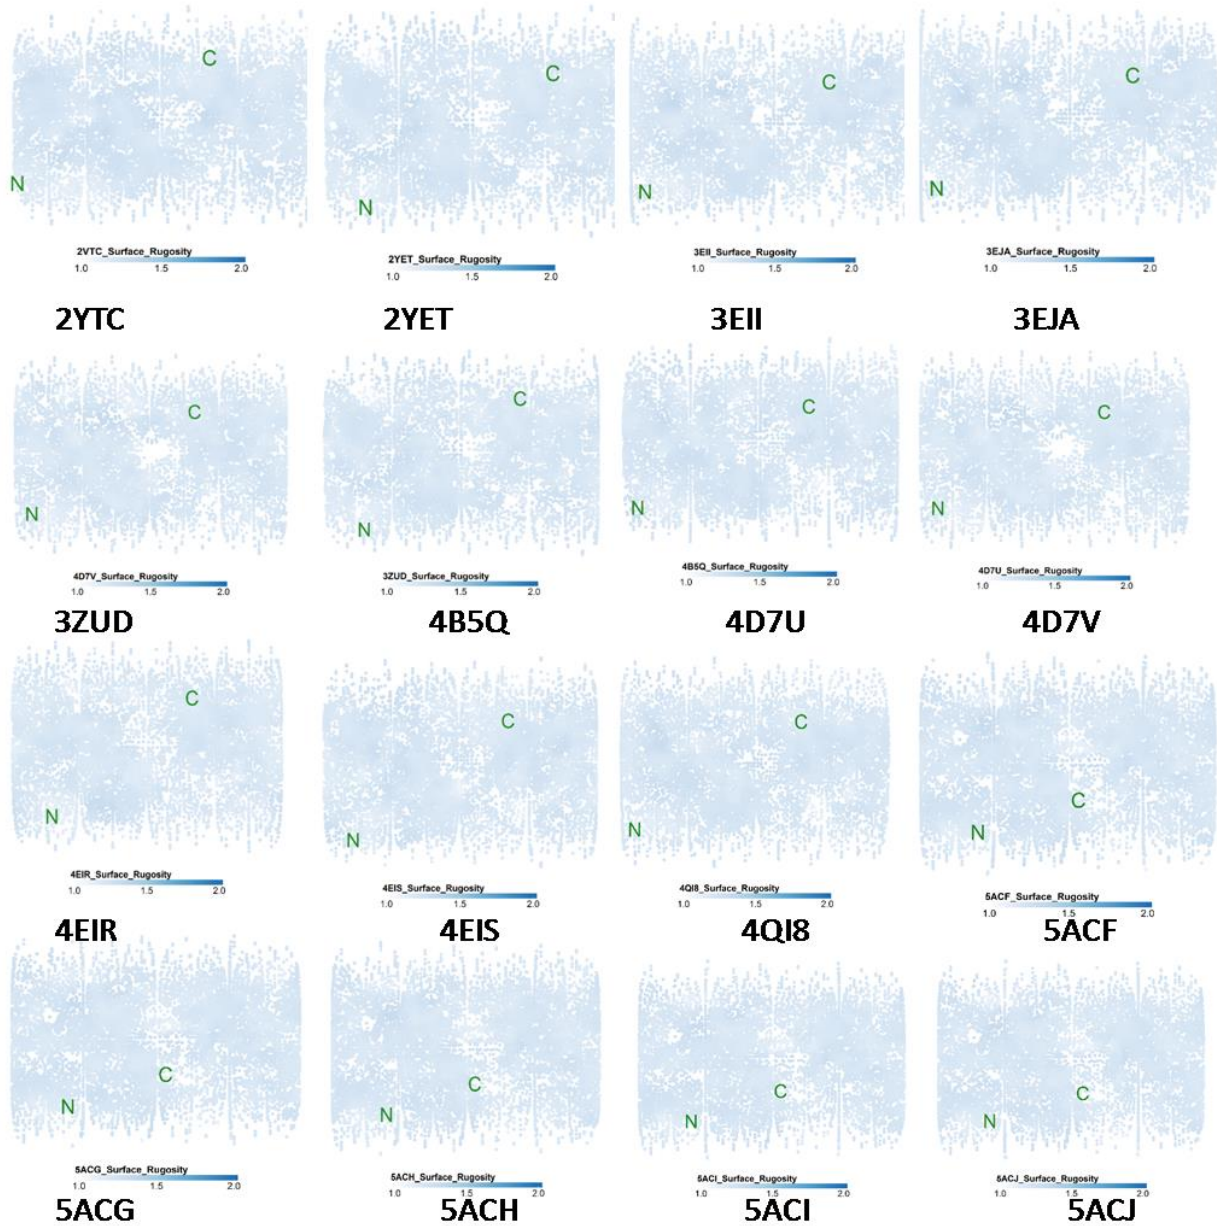 C C C C
N N N N
2VTC_Surface_Rugosity 2YET_Surface_Rugosity 3EII_Surface_Rugosity 3EJA_Surface_Rugosity
1.0 1.5 2.0 1.0 1.5 2.0 1.0 1.5 2.0 1.0 1.5 2.0
2YTC 2YET 3EII 3EJA
C C C C
N N N N
4D7V_Surface_Rugosity 3ZUD_Surface_Rugosity 4B5Q_Surface_Rugosity 4D7U_Surface_Rugosity
1.0 1.5 2.0 1.0 1.5 2.0 1.0 1.5 2.0 1.0 1.5 2.0
3ZUD 4B5Q 4D7U 4D7V
C C C C
N N N N
4EIR_Surface_Rugosity 4EIS_Surface_Rugosity 4QI8_Surface_Rugosity 5ACF_Surface_Rugosity
1.0 1.5 2.0 1.0 1.5 2.0 1.0 1.5 2.0 1.0 1.5 2.0
4EIR 4EIS 4QI8 5ACF
C C C C
N N N N
5ACG_Surface_Rugosity 5ACH_Surface_Rugosity 5ACI_Surface_Rugosity 5ACJ_Surface_Rugosity
1.0 1.5 2.0 1.0 1.5 2.0 1.0 1.5 2.0 1.0 1.5 2.0
5ACG 5ACH 5ACI 5ACJ